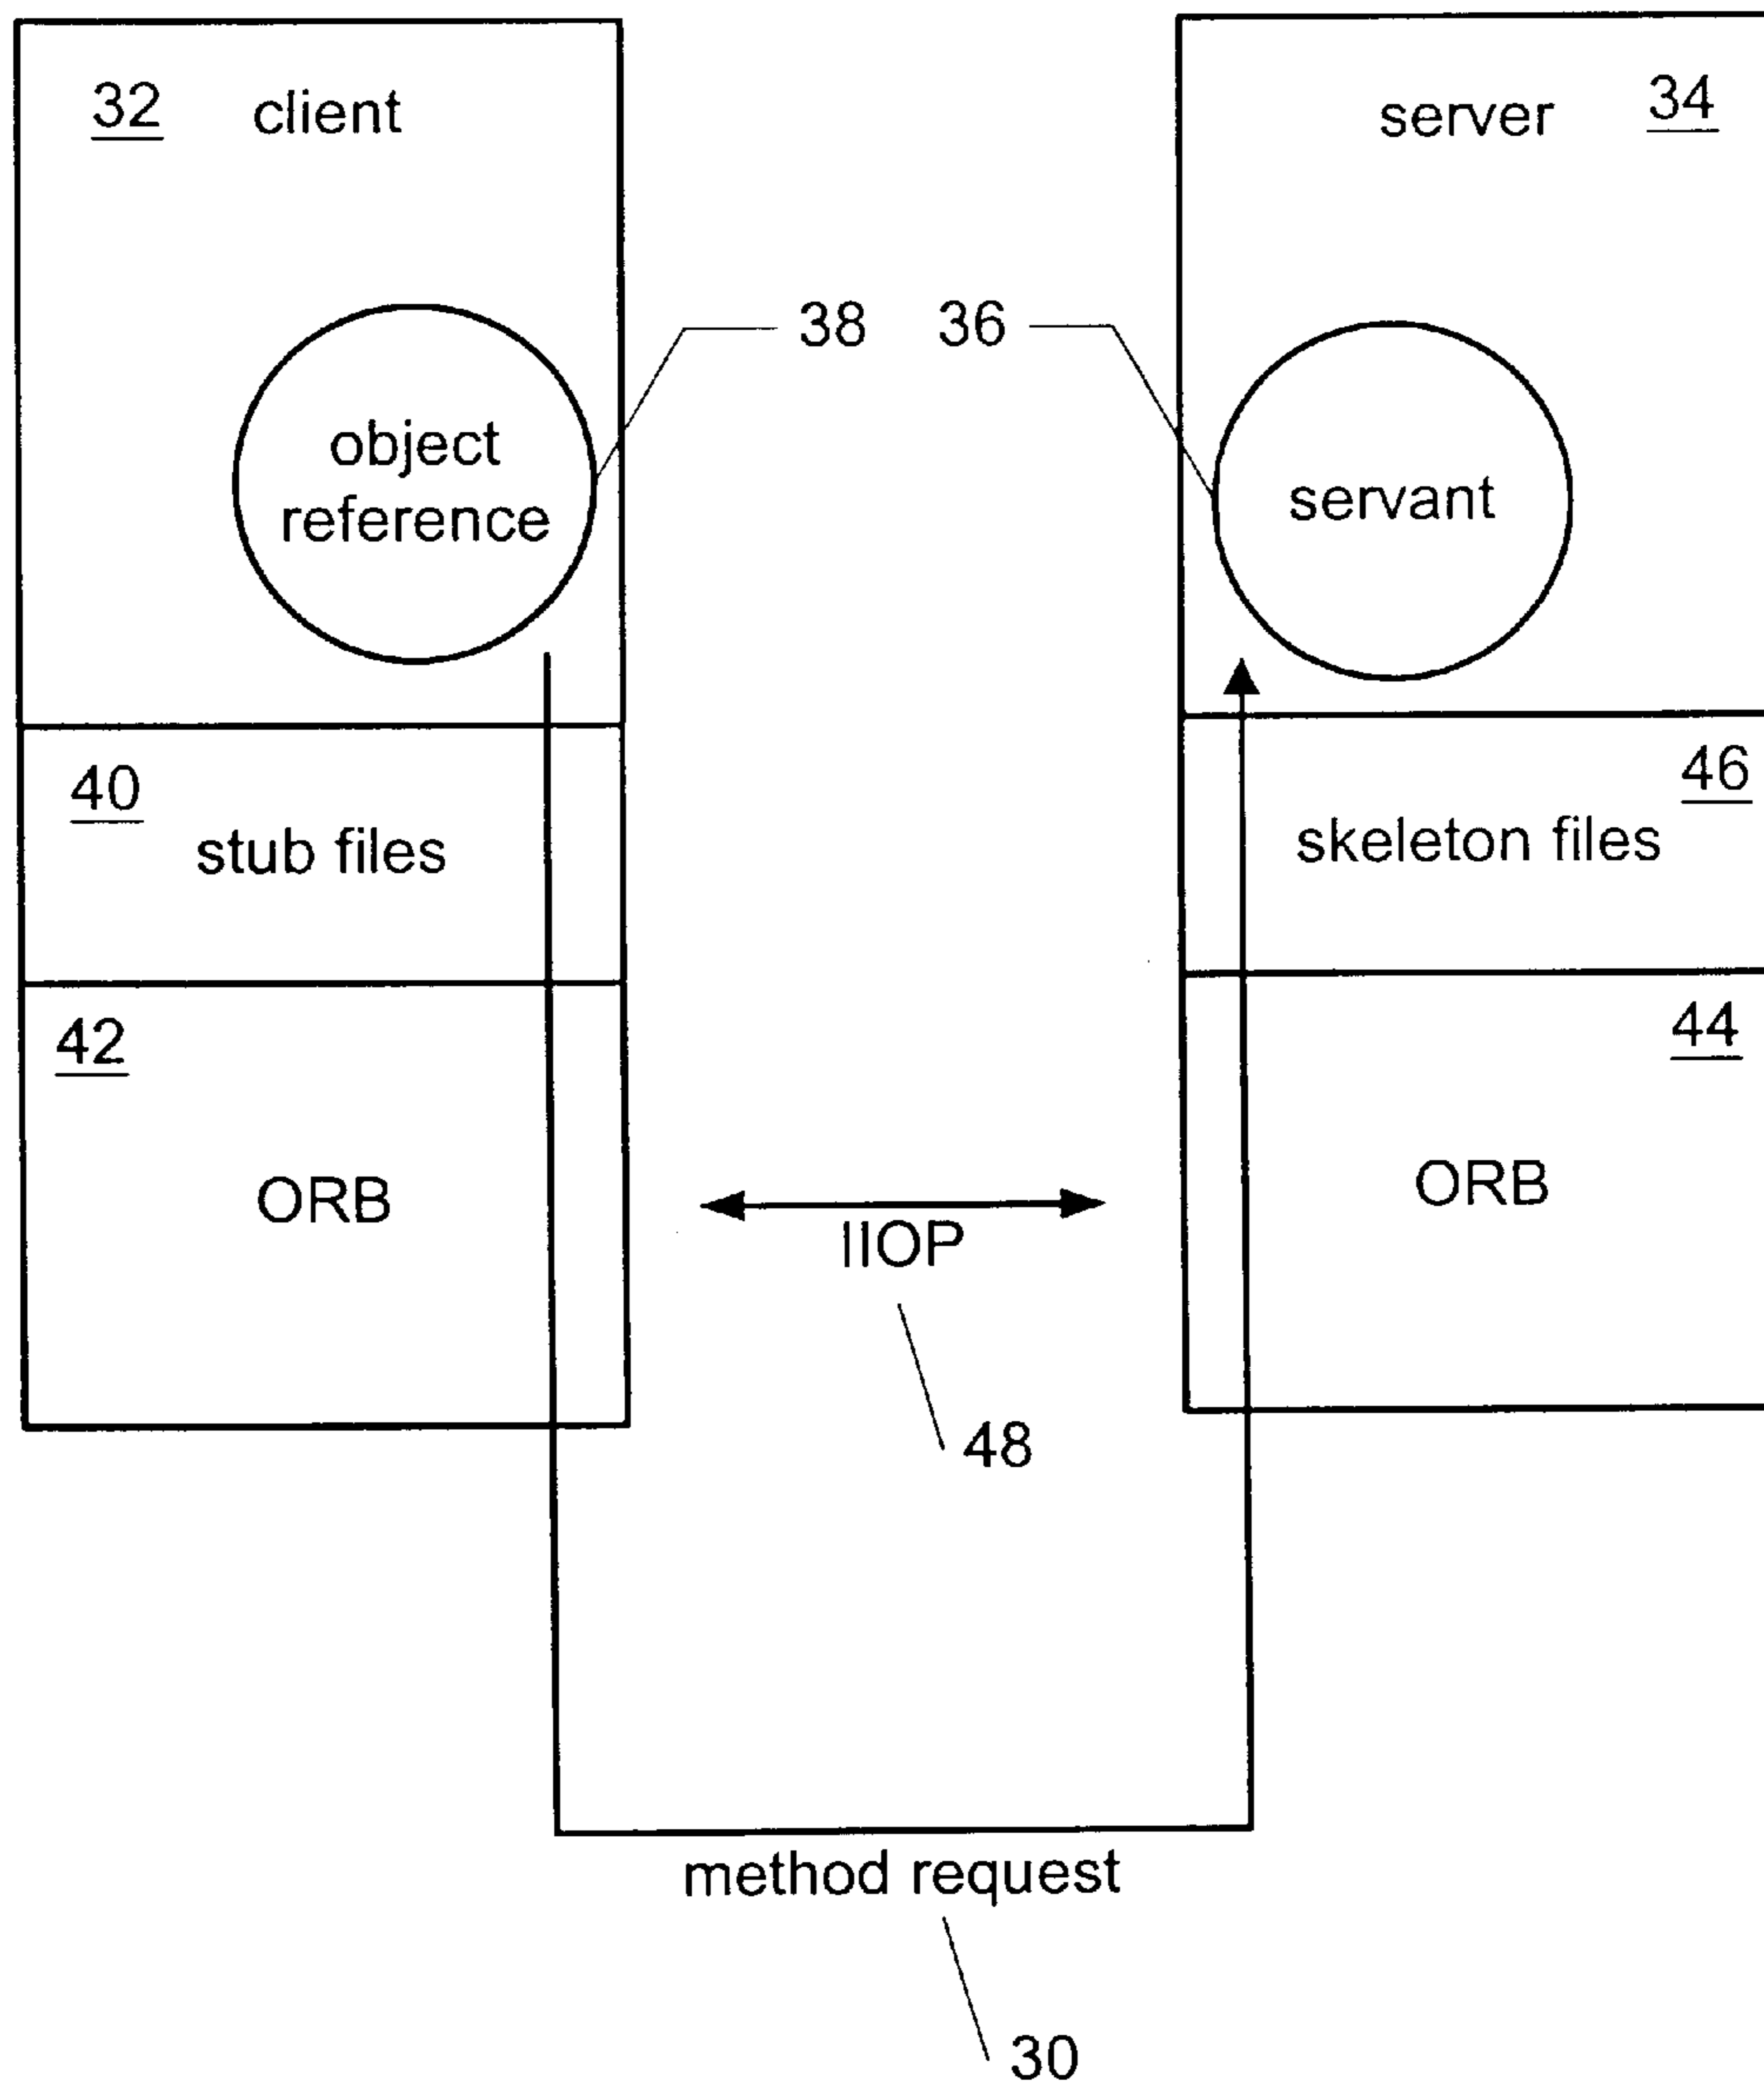 32 client
server 34
38 36
object
reference
servant
40
stub files
46
skeleton files
42
ORB
44
ORB
IIOP
48
method request
30